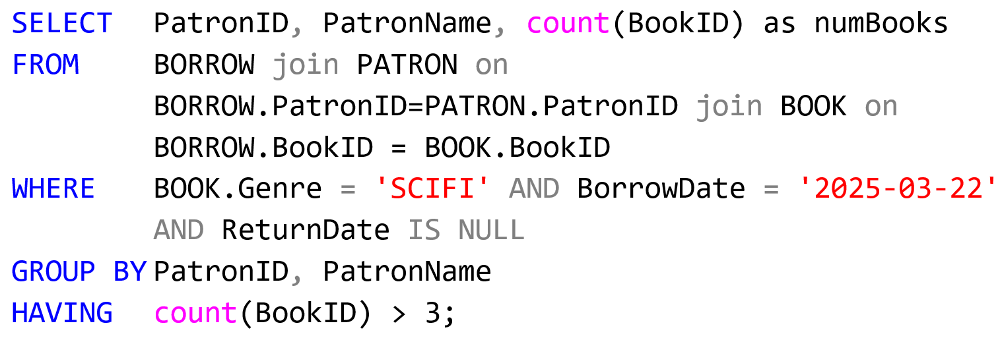 SELECT PatronID, PatronName, count(BookID) as numBooks
FROM BORROW join PATRON on
BORROW.PatronID=PATRON.PatronID join BOOK on
BORROW.BookID = BOOK.BookID
WHERE BOOK.Genre = 'SCIFI' AND BorrowDate = '2025-03-22'
AND ReturnDate IS NULL
GROUP BY PatronID, PatronName
HAVING count(BookID) > 3;